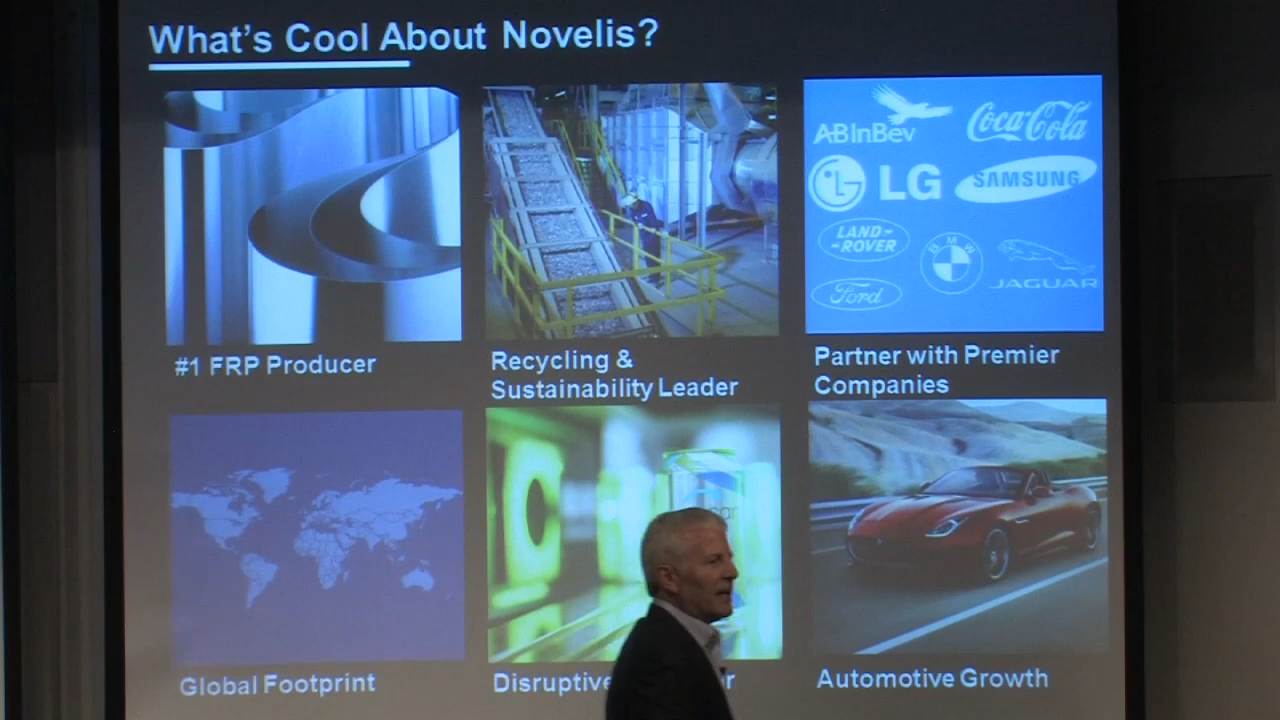 What's Cool About Novelis?
ABInBev
Coca-Cola
LG
SAMSUNG
LAND-
-ROVER
BMW
JAGUAR
Ford
#1 FRP Producer
Recycling &
Sustainability Leader
Partner with Premier
Companies
Global Footprint
Disruptive
Automotive Growth